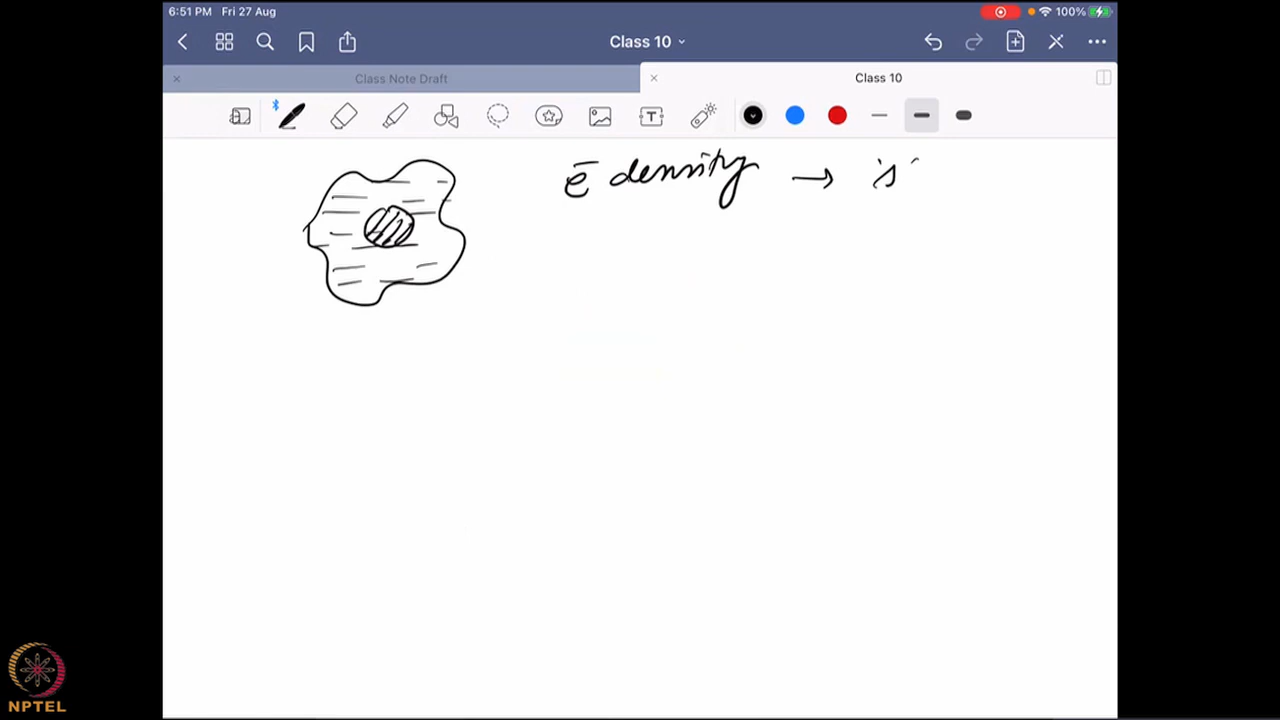 6:51 PM Fri 27 Aug
100%
Class 10
Class Note Draft
Class 10
T
e̅ density → is
NPTEL